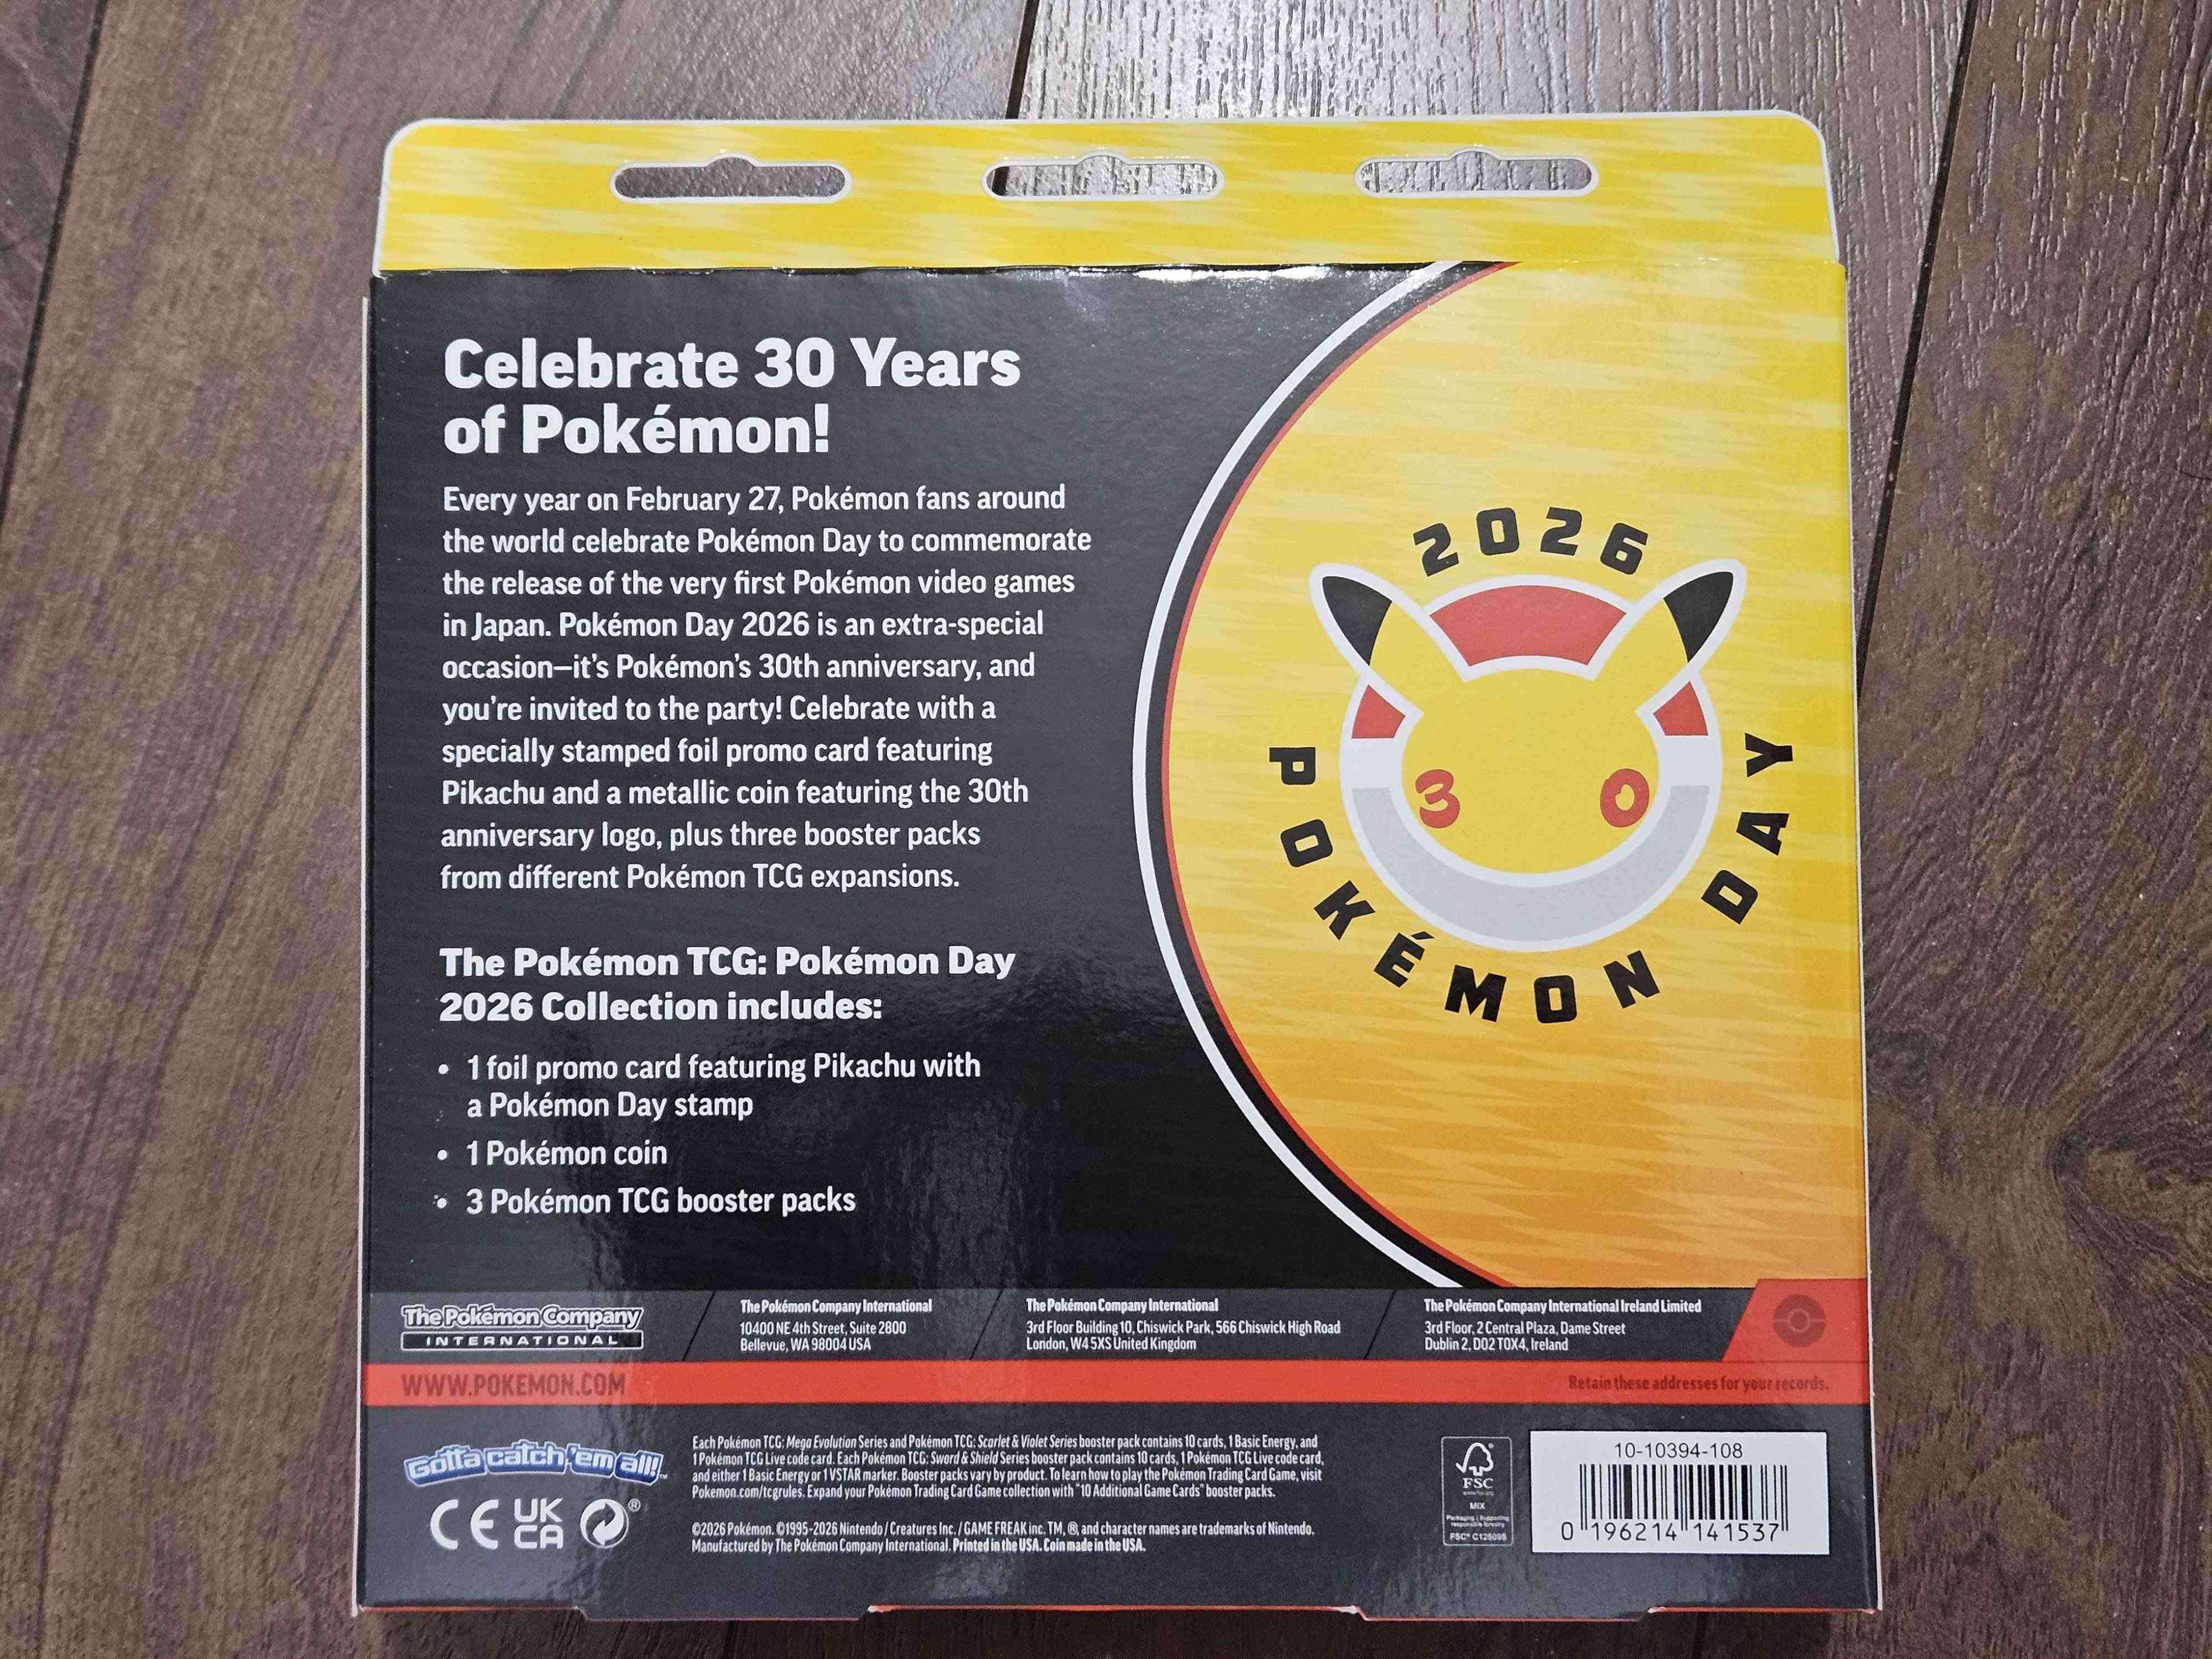 Celebrate 30 Years
of Pokémon!
Every year on February 27, Pokémon fans around
the world celebrate Pokémon Day to commemorate
the release of the very first Pokémon video games
in Japan. Pokémon Day 2026 is an extra-special
occasion—it's Pokémon's 30th anniversary, and
you're invited to the party! Celebrate with a
specially stamped foil promo card featuring
Pikachu and a metallic coin featuring the 30th
anniversary logo, plus three booster packs
from different Pokémon TCG expansions.
The Pokémon TCG: Pokémon Day
2026 Collection includes:
• 1 foil promo card featuring Pikachu with
a Pokémon Day stamp
• 1 Pokémon coin
• 3 Pokémon TCG booster packs
2026
30
POKÉMON DAY
The Pokémon Company
INTERNATIONAL
The Pokémon Company International
10400 NE 4th Street, Suite 2800
Bellevue, WA 98004 USA
The Pokémon Company International
3rd Floor Building 10, Chiswick Park, 566 Chiswick High Road
London, W4 5XS United Kingdom
The Pokémon Company International Ireland Limited
3rd Floor, 2 Central Plaza, Dame Street
Dublin 2, D02 T0X4, Ireland
WWW.POKEMON.COM
Retain these addresses for your records.
Gotta catch 'em all!
CE UK
CA ®
Each Pokémon TCG: Mega Evolution Series and Pokémon TCG: Scarlet & Violet Series booster pack contains 10 cards, 1 Basic Energy, and
1 Pokémon TCG Live code card. Each Pokémon TCG: Sword & Shield Series booster pack contains 10 cards, 1 Pokémon TCG Live code card,
and either 1 Basic Energy or 1 VSTAR marker. Booster packs vary by product. To learn how to play the Pokémon Trading Card Game, visit
Pokemon.com/tcgrules. Expand your Pokémon Trading Card Game collection with "10 Additional Game Cards" booster packs.
©2026 Pokémon. ©1995-2026 Nintendo / Creatures Inc. / GAME FREAK inc. TM, ®, and character names are trademarks of Nintendo.
Manufactured by The Pokémon Company International. Printed in the USA. Coin made in the USA.
FSC
www.fsc.org
MIX
Packaging | Supporting
responsible forestry
FSC® C125095
10-10394-108
0 196214 141537